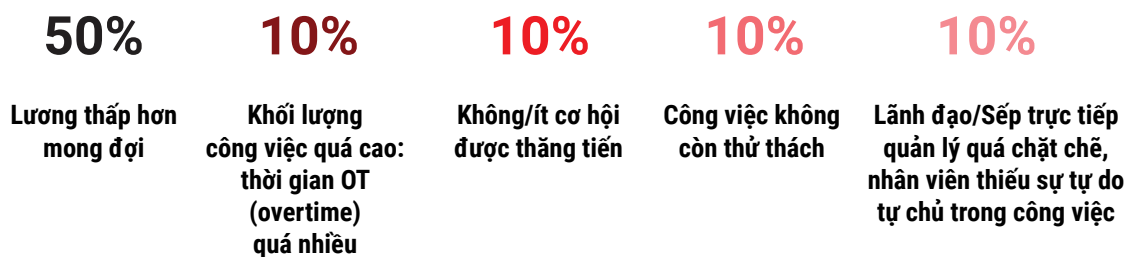 50%
Lương thấp hơn
mong đợi
10%
Khối lượng
công việc quá cao:
thời gian OT
(overtime)
quá nhiều
10%
Không/ít cơ hội
được thăng tiến
10%
Công việc không
còn thử thách
10%
Lãnh đạo/Sếp trực tiếp
quản lý quá chặt chẽ,
nhân viên thiếu sự tự do
tự chủ trong công việc